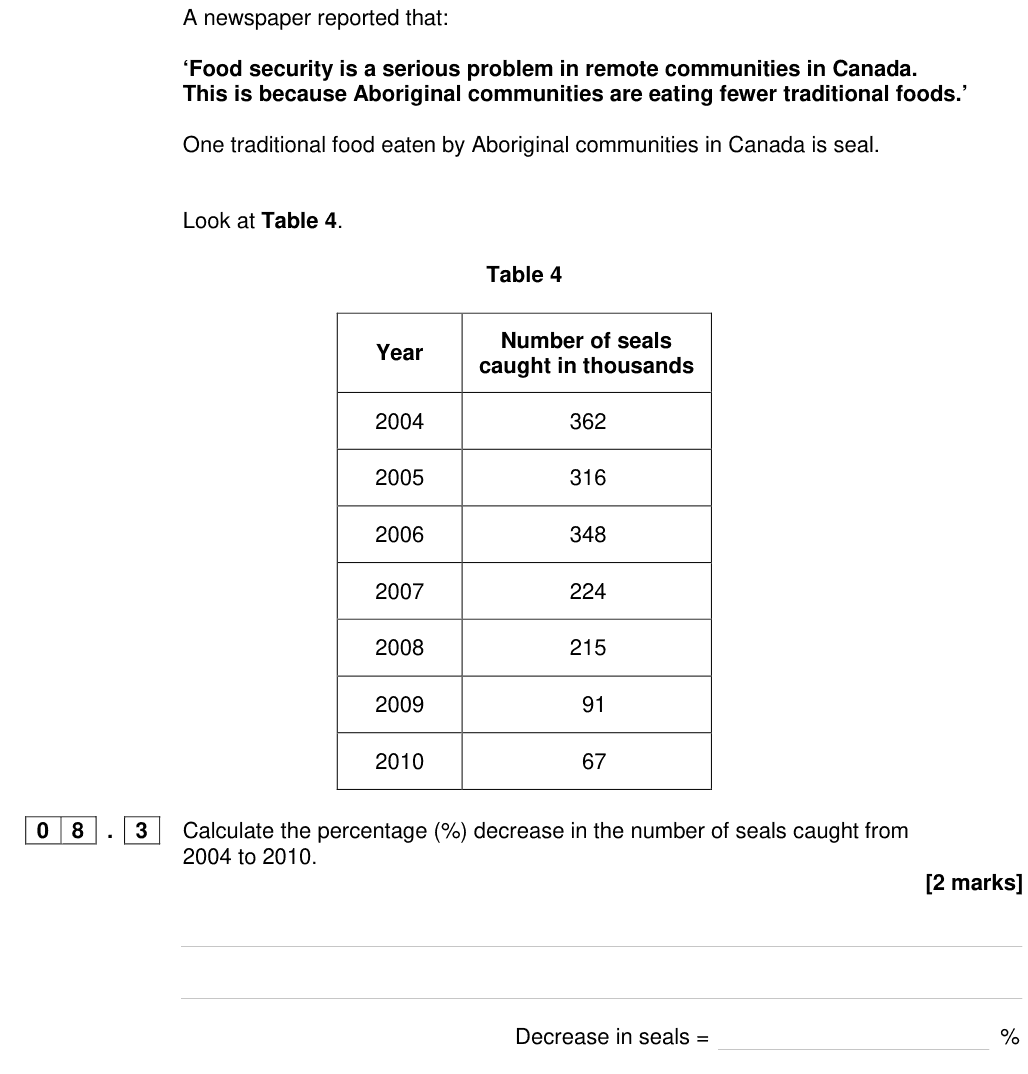 A newspaper reported that:
‘Food security is a serious problem in remote communities in Canada.
This is because Aboriginal communities are eating fewer traditional foods.’
One traditional food eaten by Aboriginal communities in Canada is seal.
Look at Table 4.
Table 4
Year Number of seals caught in thousands
2004 362
2005 316
2006 348
2007 224
2008 215
2009 91
2010 67
0 8 . 3 Calculate the percentage (%) decrease in the number of seals caught from
2004 to 2010.
[2 marks]
Decrease in seals = %